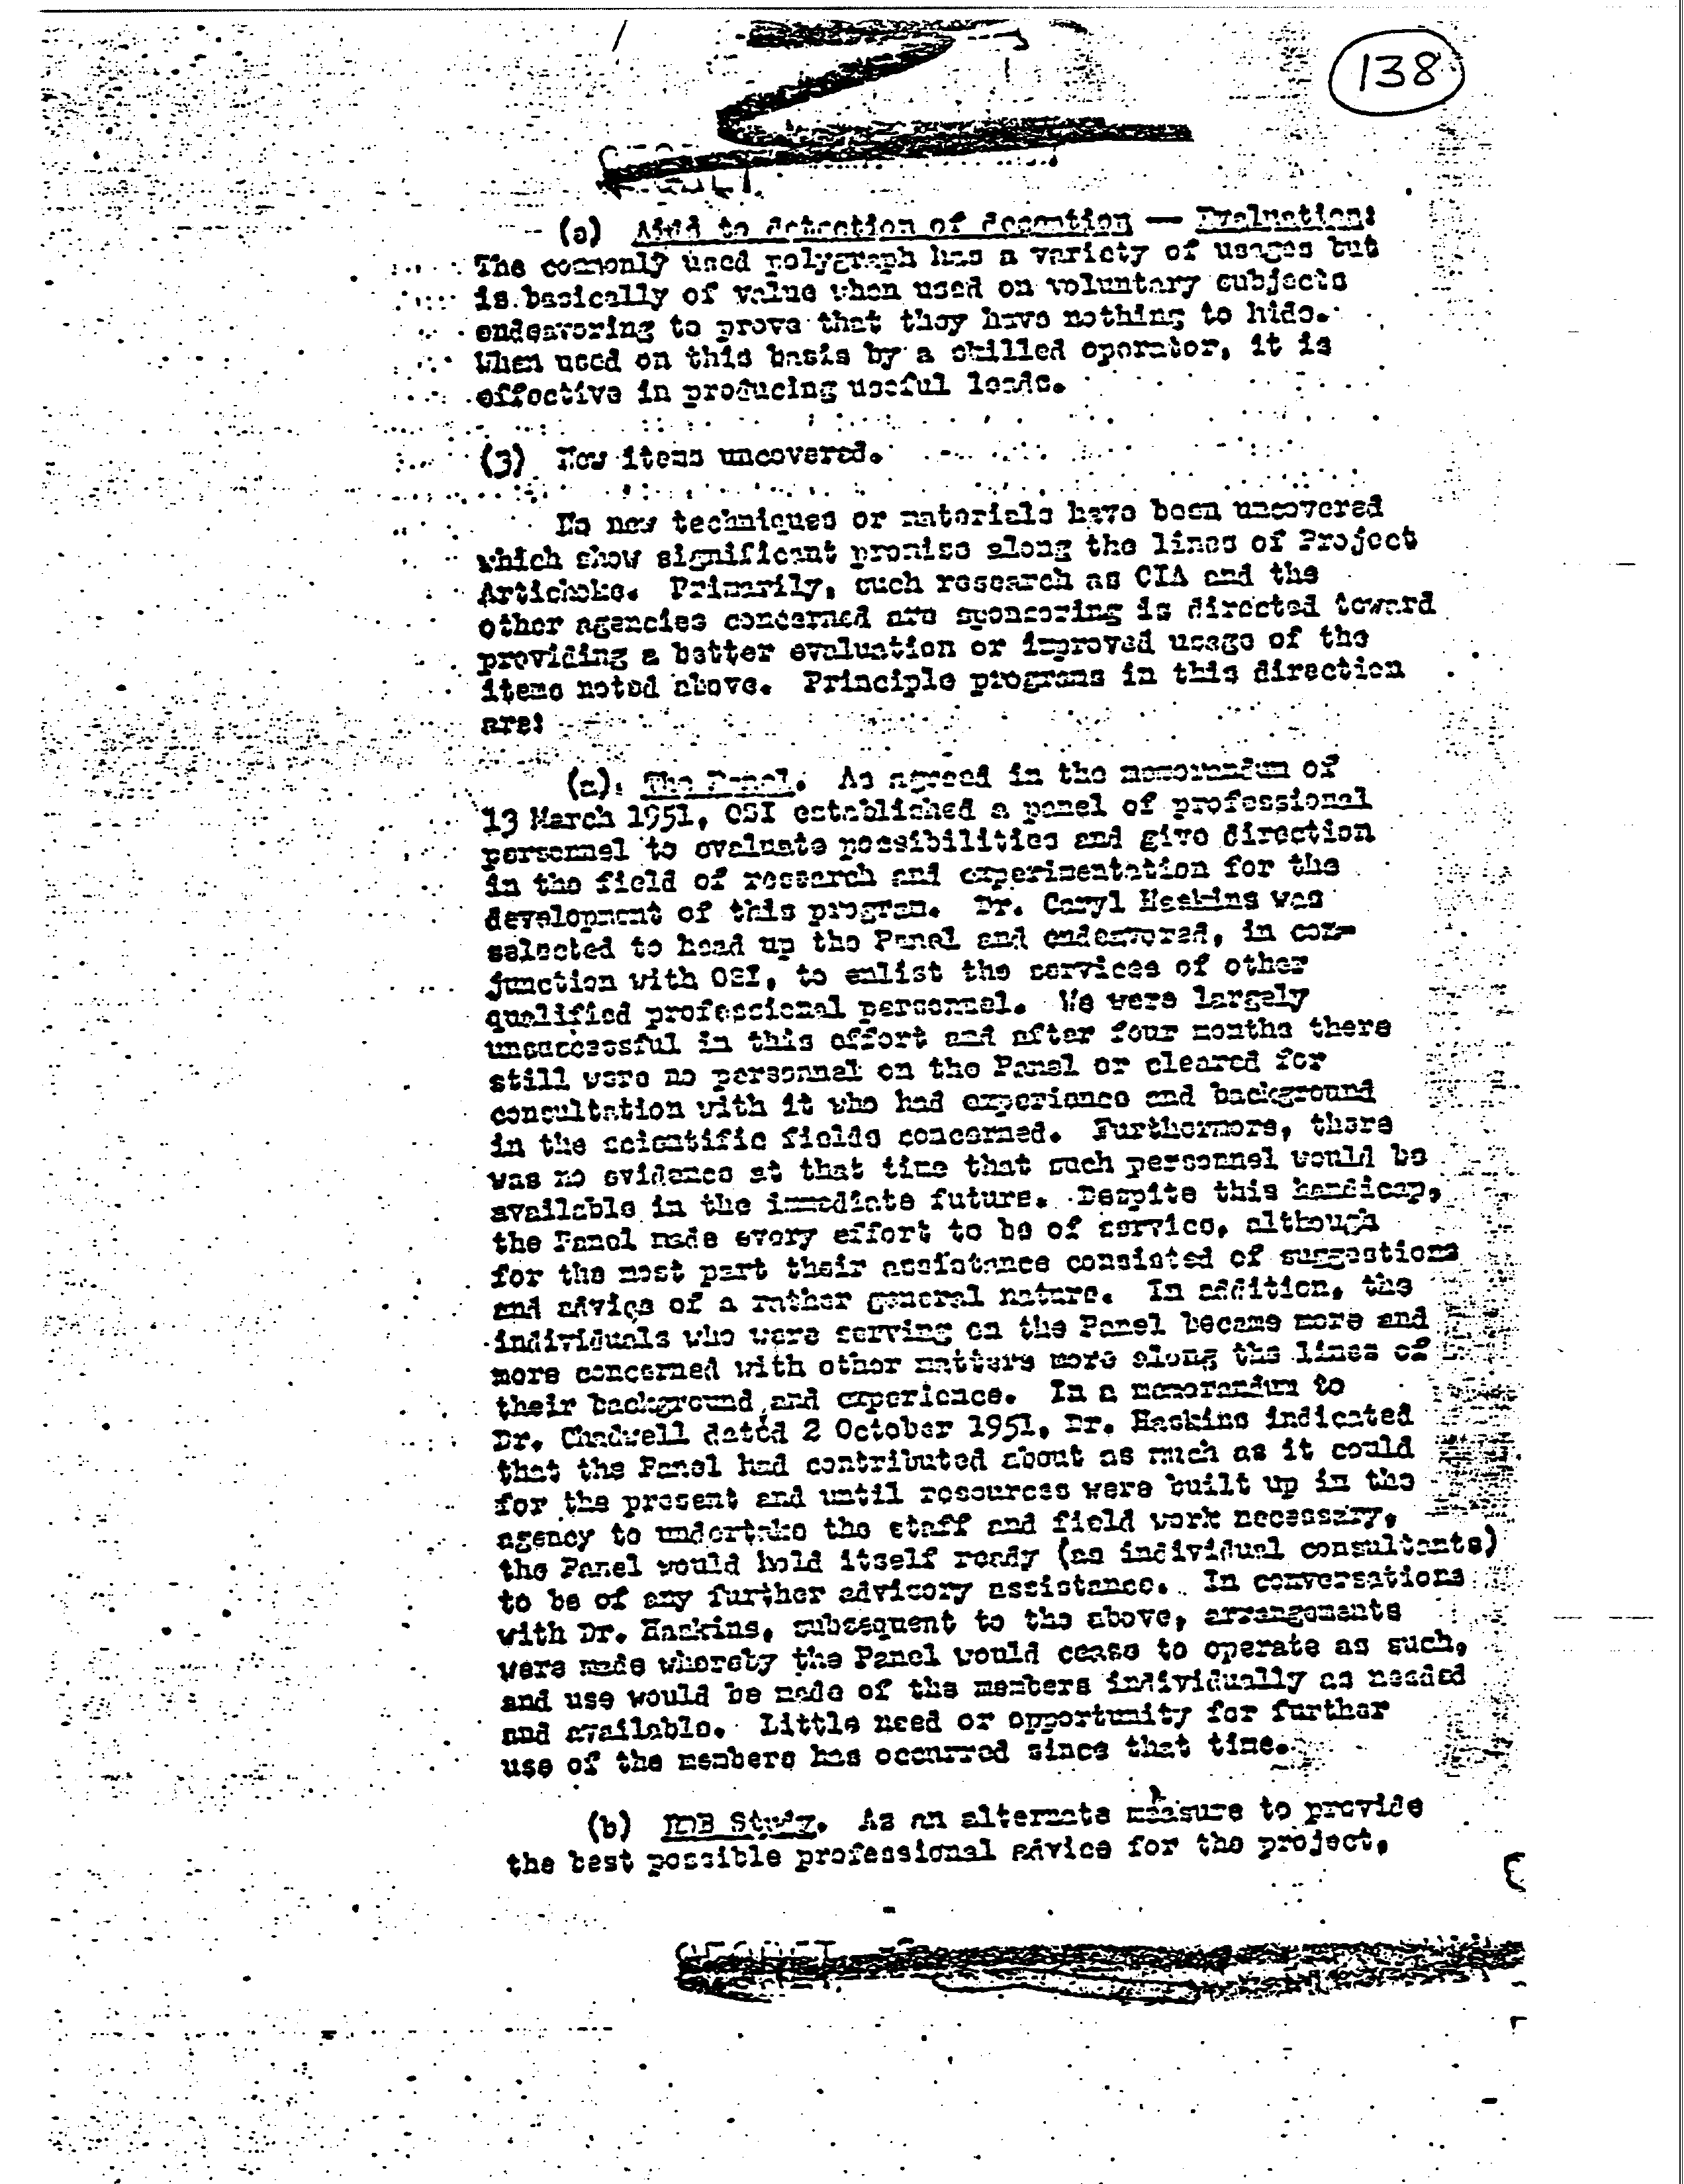 138
(e) Aids to detection of deception — Evaluation:
The commonly used polygraph has a variety of usages but
is basically of value when used on voluntary subjects
endeavoring to prove that they have nothing to hide.
When used on this basis by a skilled operator, it is
effective in producing useful leads.
(3) New items uncovered.
No new techniques or materials have been uncovered
which show significant promise along the lines of Project
Artichoke. Primarily, such research as CIA and the
other agencies concerned are sponsoring is directed toward
providing a better evaluation or improved usage of the
items noted above. Principle programs in this direction
are:
(a) The Panel. As agreed in the memorandum of
13 March 1951, OSI established a panel of professional
personnel to evaluate possibilities and give direction
in the field of research and experimentation for the
development of this program. Dr. Caryl Haskins was
selected to head up the Panel and endeavored, in con-
junction with OSI, to enlist the services of other
qualified professional personnel. We were largely
unsuccessful in this effort and after four months there
still were no personnel on the Panel or cleared for
consultation with it who had experience and background
in the scientific fields concerned. Furthermore, there
was no evidence at that time that such personnel would be
available in the immediate future. Despite this handicap,
the Panel made every effort to be of service, although
for the most part their assistance consisted of suggestions
and advice of a rather general nature. In addition, the
individuals who were serving on the Panel became more and
more concerned with other matters more along the lines of
their background and experience. In a memorandum to
Dr. Chadwell dated 2 October 1951, Dr. Haskins indicated
that the Panel had contributed about as much as it could
for the present and until resources were built up in the
agency to undertake the staff and field work necessary,
the Panel would hold itself ready (as individual consultants)
to be of any further advisory assistance. In conversations
with Dr. Haskins, subsequent to the above, arrangements
were made whereby the Panel would cease to operate as such,
and use would be made of the members individually as needed
and available. Little need or opportunity for further
use of the members has occurred since that time.
(b) RDB Study. As an alternate measure to provide
the best possible professional advice for the project,
SECRET